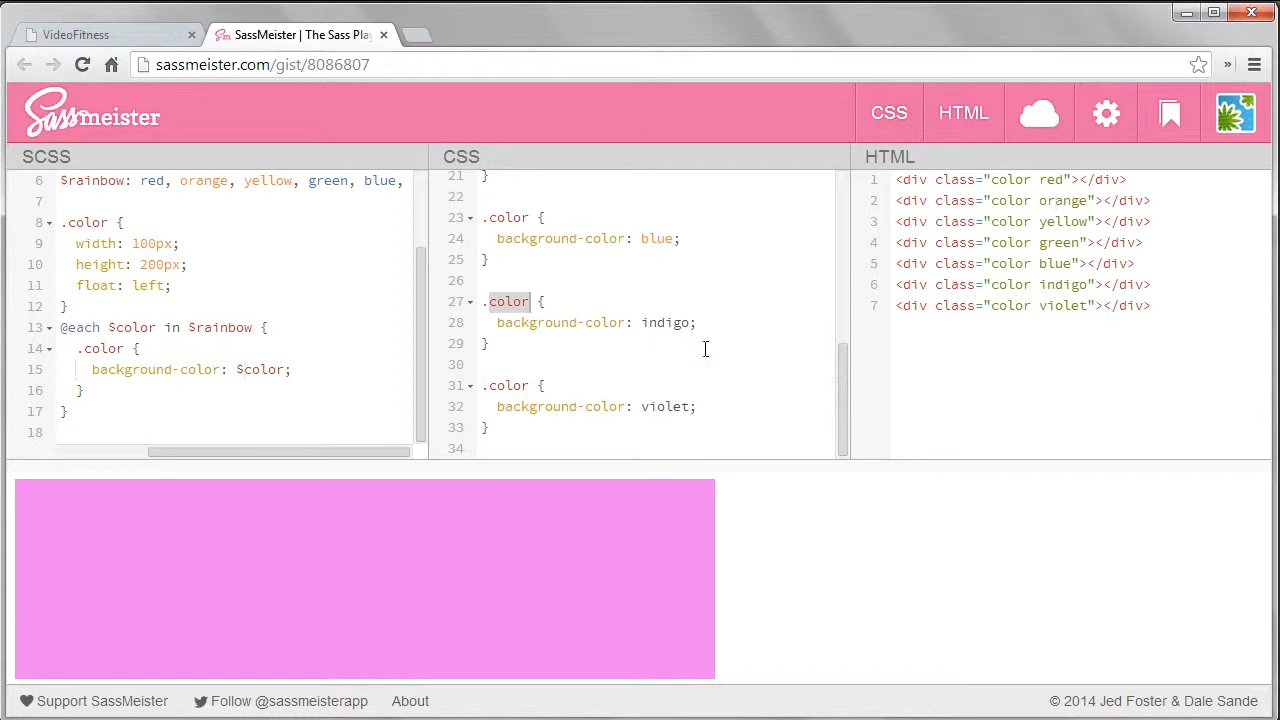 VideoFitness
SassMeister | The Sass Pla
sassmeister.com/gist/8086807
»
Sassmeister
CSS
HTML
SCSS
6 $rainbow: red, orange, yellow, green, blue,
7
8 .color {
9 width: 100px;
10 height: 200px;
11 float: left;
12 }
13 @each $color in $rainbow {
14 .color {
15 background-color: $color;
16 }
17 }
18
CSS
21 }
22
23 .color {
24 background-color: blue;
25 }
26
27 .color {
28 background-color: indigo;
29 }
30
31 .color {
32 background-color: violet;
33 }
34
HTML
1 <div class="color red"></div>
2 <div class="color orange"></div>
3 <div class="color yellow"></div>
4 <div class="color green"></div>
5 <div class="color blue"></div>
6 <div class="color indigo"></div>
7 <div class="color violet"></div>
Support SassMeister
Follow @sassmeisterapp
About
© 2014 Jed Foster & Dale Sande